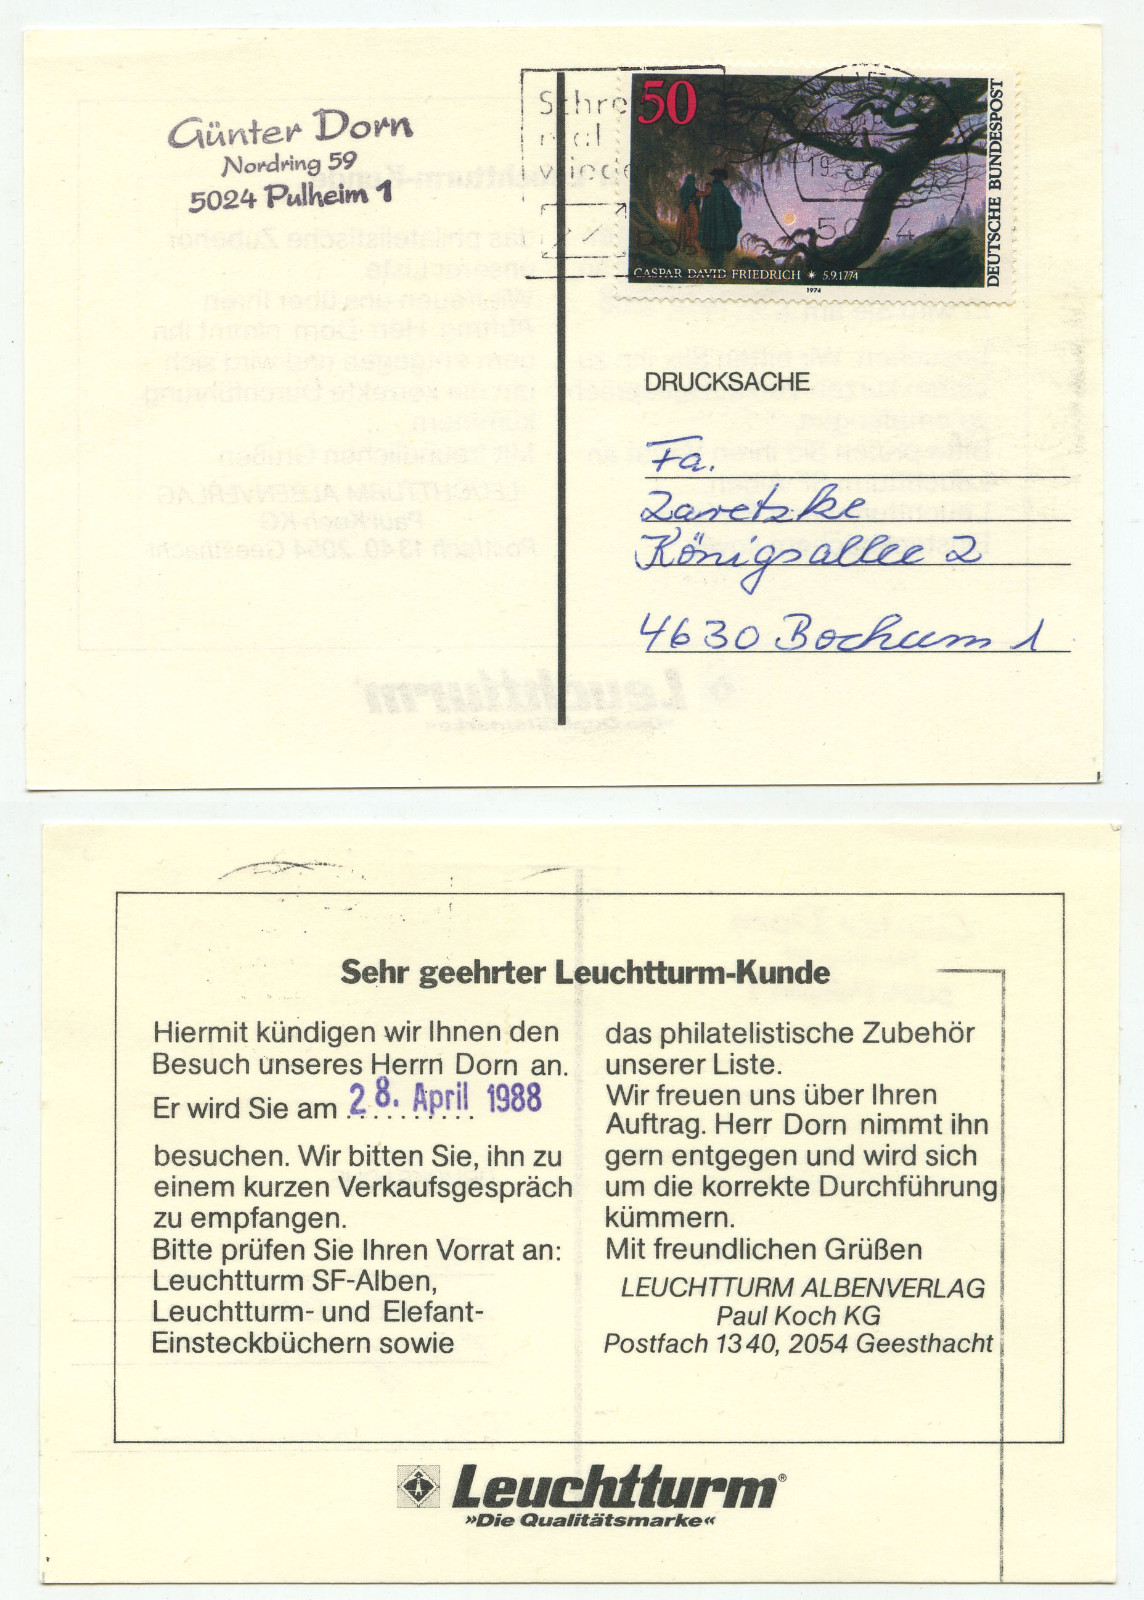 Günter Dorn
Nordring 59
5024 Pulheim 1
50
DEUTSCHE BUNDESPOST
CASPAR DAVID FRIEDRICH * 5.9.1774
1974
5024
DRUCKSACHE
Fa.
Zaretzke
Königsallee 2
4630 Bochum 1
Sehr geehrter Leuchtturm-Kunde
Hiermit kündigen wir Ihnen den
Besuch unseres Herrn Dorn an.
Er wird Sie am 28. April 1988
besuchen. Wir bitten Sie, ihn zu
einem kurzen Verkaufsgespräch
zu empfangen.
Bitte prüfen Sie Ihren Vorrat an:
Leuchtturm SF-Alben,
Leuchtturm- und Elefant-
Einsteckbüchern sowie
das philatelistische Zubehör
unserer Liste.
Wir freuen uns über Ihren
Auftrag. Herr Dorn nimmt ihn
gern entgegen und wird sich
um die korrekte Durchführung
kümmern.
Mit freundlichen Grüßen
LEUCHTTURM ALBENVERLAG
Paul Koch KG
Postfach 1340, 2054 Geesthacht
Leuchtturm®
»Die Qualitätsmarke«